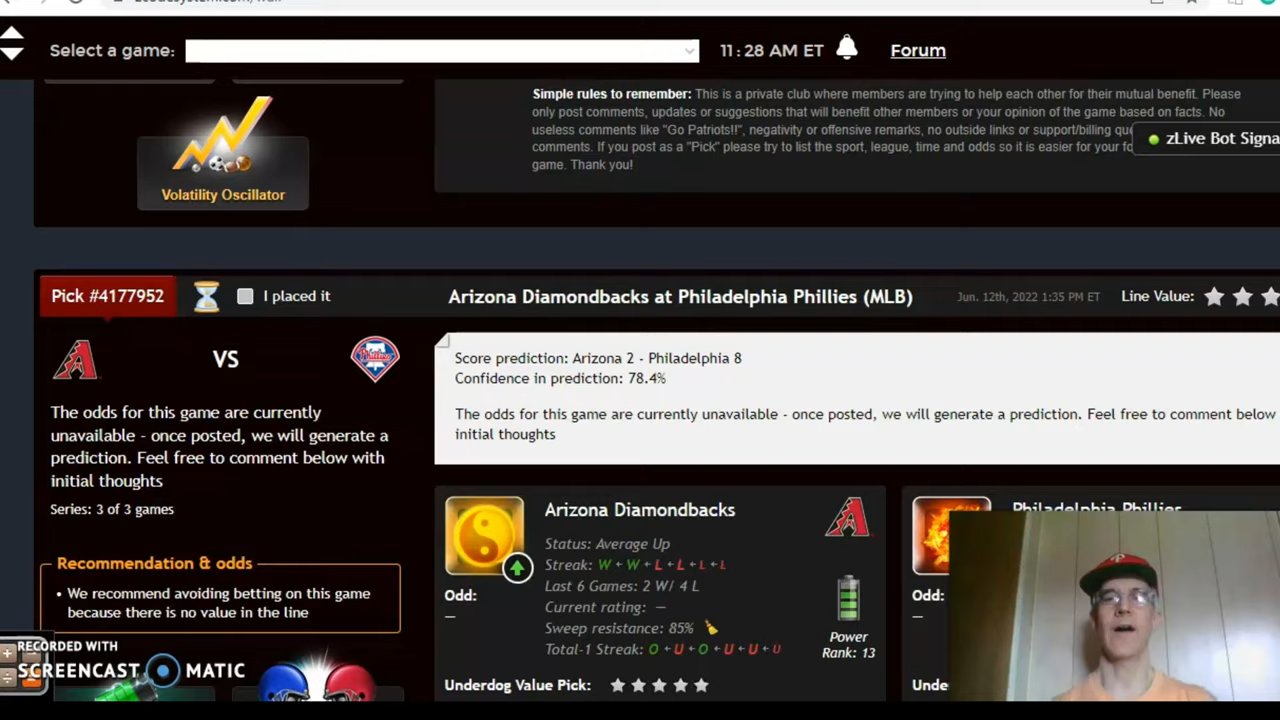 Select a game:
11:28 AM ET
Forum
Simple rules to remember: This is a private club where members are trying to help each other for their mutual benefit. Please
only post comments, updates or suggestions that will benefit other members or your opinion of the game based on facts. No
useless comments like "Go Patriots!!", negativity or offensive remarks, no outside links or support/billing
comments. If you post as a "Pick" please try to list the sport, league, time and odds so it is easier for your
game. Thank you!
zLive Bot Signa
Volatility Oscillator
Pick #4177952
I placed it
Arizona Diamondbacks at Philadelphia Phillies (MLB)
Jun. 12th, 2022 1:35 PM ET
Line Value:
VS
Score prediction: Arizona 2 - Philadelphia 8
Confidence in prediction: 78.4%
The odds for this game are currently unavailable - once posted, we will generate a prediction. Feel free to comment below
initial thoughts
The odds for this game are currently
unavailable - once posted, we will generate a
prediction. Feel free to comment below with
initial thoughts
Series: 3 of 3 games
Recommendation & odds
• We recommend avoiding betting on this game
because there is no value in the line
Arizona Diamondbacks
Status: Average Up
Streak: W + W + L + L + L + L
Last 6 Games: 2 W/ 4 L
Current rating: —
Sweep resistance: 85%
Total-1 Streak: O + U + O + U + U + U
Odd:
—
Power
Rank: 13
Underdog Value Pick:
Philadelphia Phillies
Odd:
—
Unde
RECORDED WITH
SCREENCAST MATIC